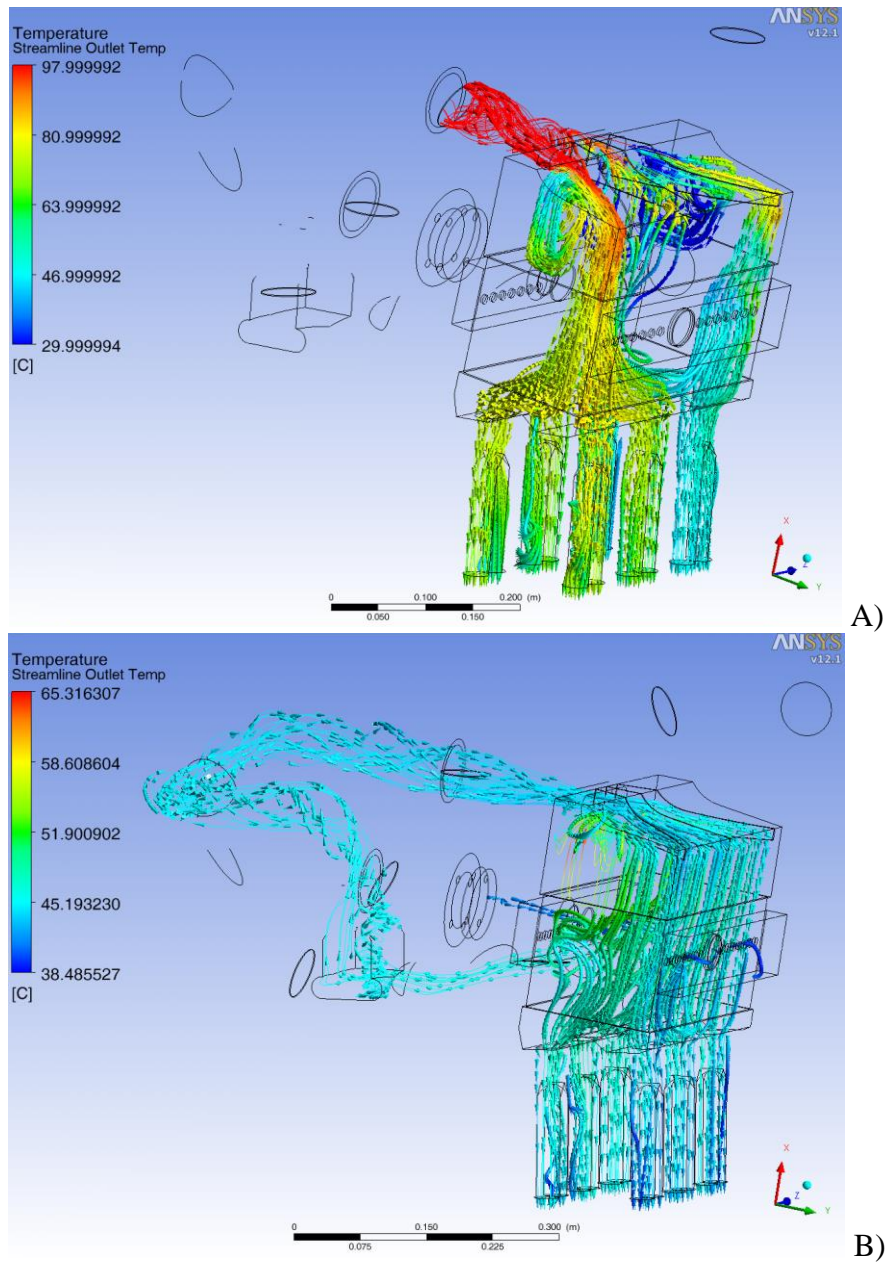 ANSYS
v12.1
Temperature
Streamline Outlet Temp
97.999992
80.999992
63.999992
46.999992
29.999994
[C]
X
Z
Y
0 0.100 0.200 (m)
0.050 0.150
A)
ANSYS
v12.1
Temperature
Streamline Outlet Temp
65.316307
58.608604
51.900902
45.193230
38.485527
[C]
X
Z
Y
0 0.150 0.300 (m)
0.075 0.225
B)